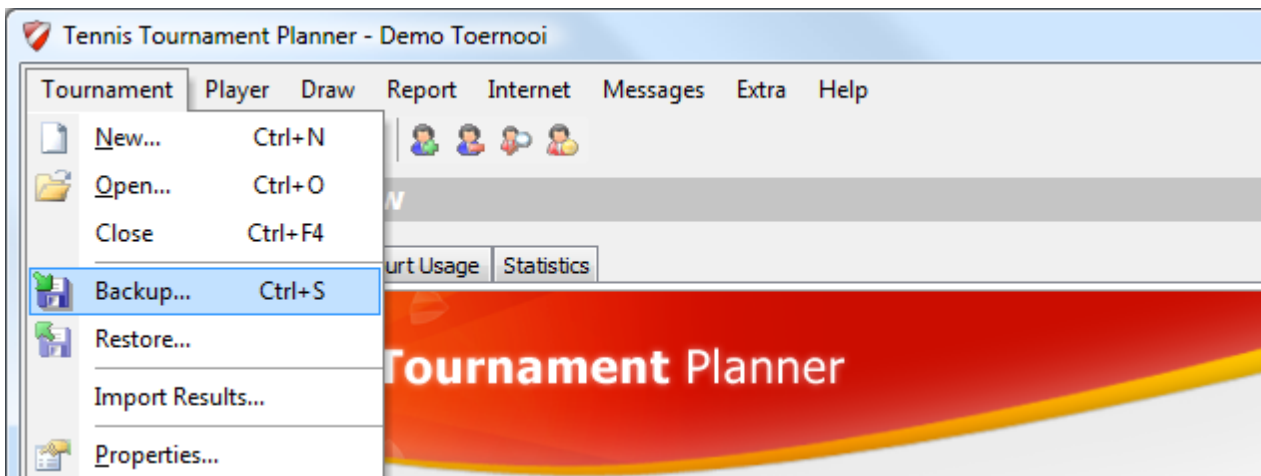 Tennis Tournament Planner - Demo Toernooi
Tournament Player Draw Report Internet Messages Extra Help
New... Ctrl+N
Open... Ctrl+O
Close Ctrl+F4
urt Usage Statistics
Backup... Ctrl+S
Restore...
Tournament Planner
Import Results...
Properties...